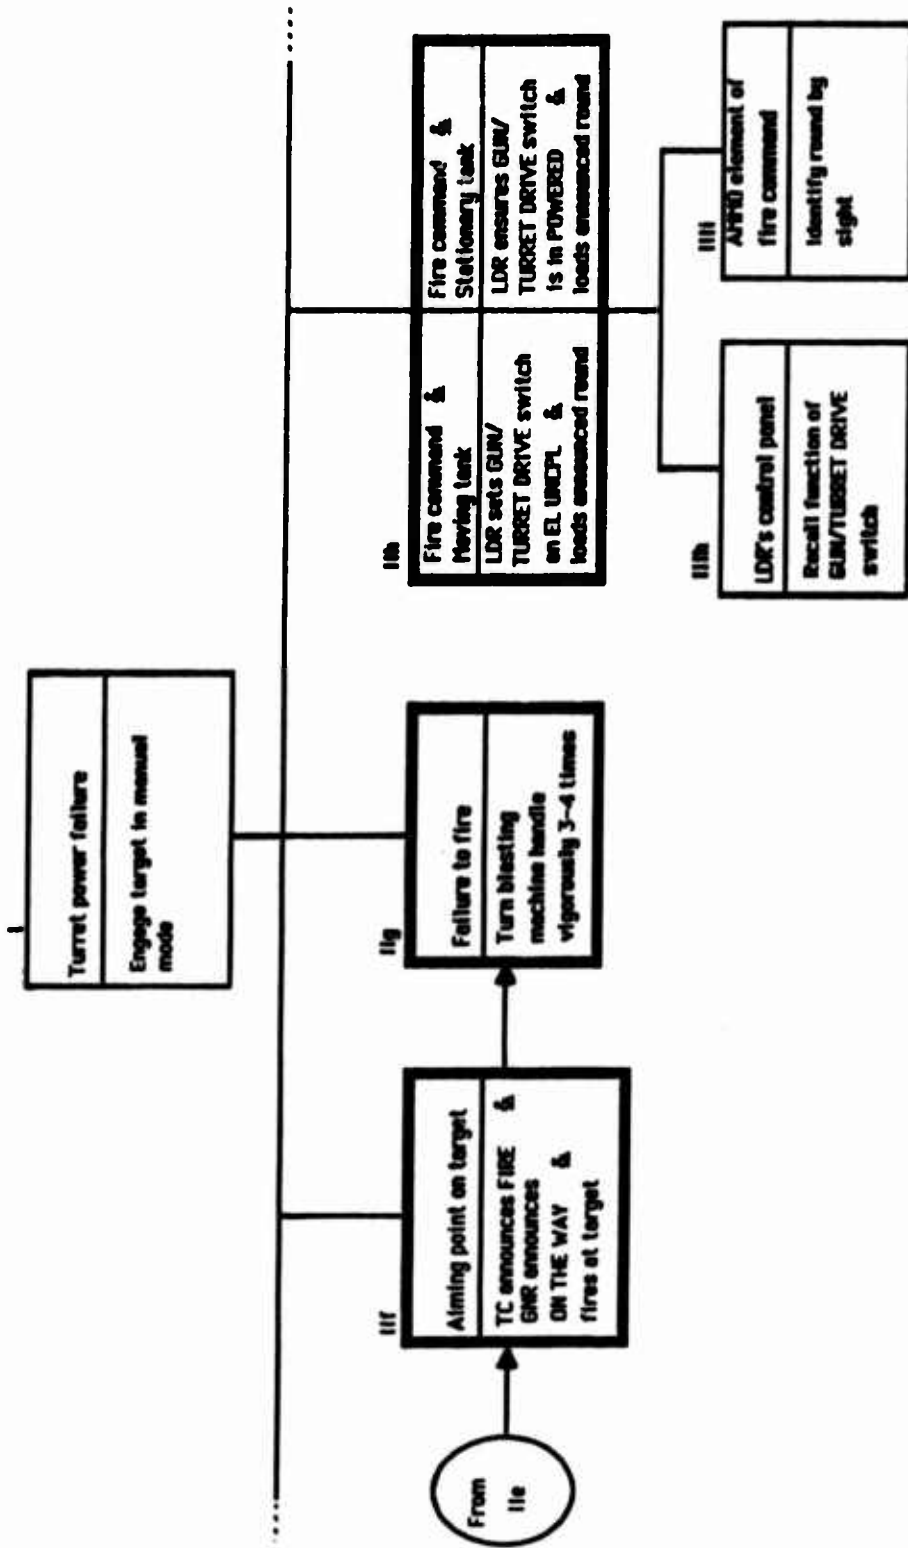 I
Turret power failure
Engage target in manual
mode
....
....
From
IIe
IIf
Aiming point on target
TC announces FIRE &
GNR announces
ON THE WAY &
fires at target
IIg
Failure to fire
Turn blasting
machine handle
vigorously 3-4 times
IIh
Fire command &
Moving tank
LDR sets GUN/
TURRET DRIVE switch
on EL UNCPL &
loads announced round
Fire command &
Stationary tank
LDR ensures GUN/
TURRET DRIVE switch
is in POWERED &
loads announced round
IIIh
LDR's control panel
Recall function of
GUN/TURRET DRIVE
switch
IIIi
AMMO element of
fire command
Identify round by
sight